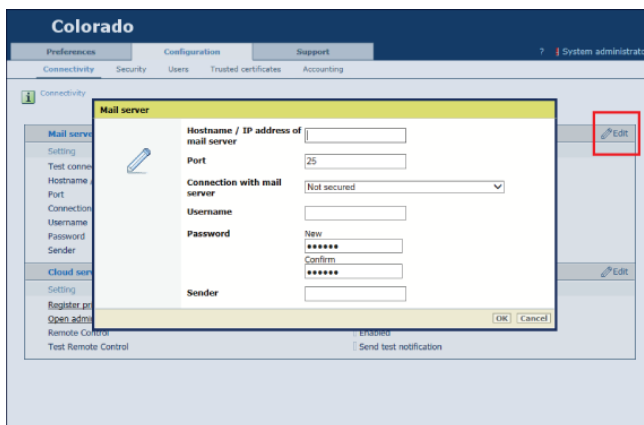 Colorado
Preferences Configuration Support ? System administrato
Connectivity Security Users Trusted certificates Accounting
Connectivity
Mail server
Mail serve Edit
Setting
Test conne
Hostname /
Port
Connection
Username
Password
Sender
Hostname / IP address of mail server
Port 25
Connection with mail server Not secured
Username
Password New
••••••
Confirm
••••••
Sender
OK Cancel
Cloud serv Edit
Setting
Register pr
Open admi
Remote Control Enabled
Test Remote Control Send test notification